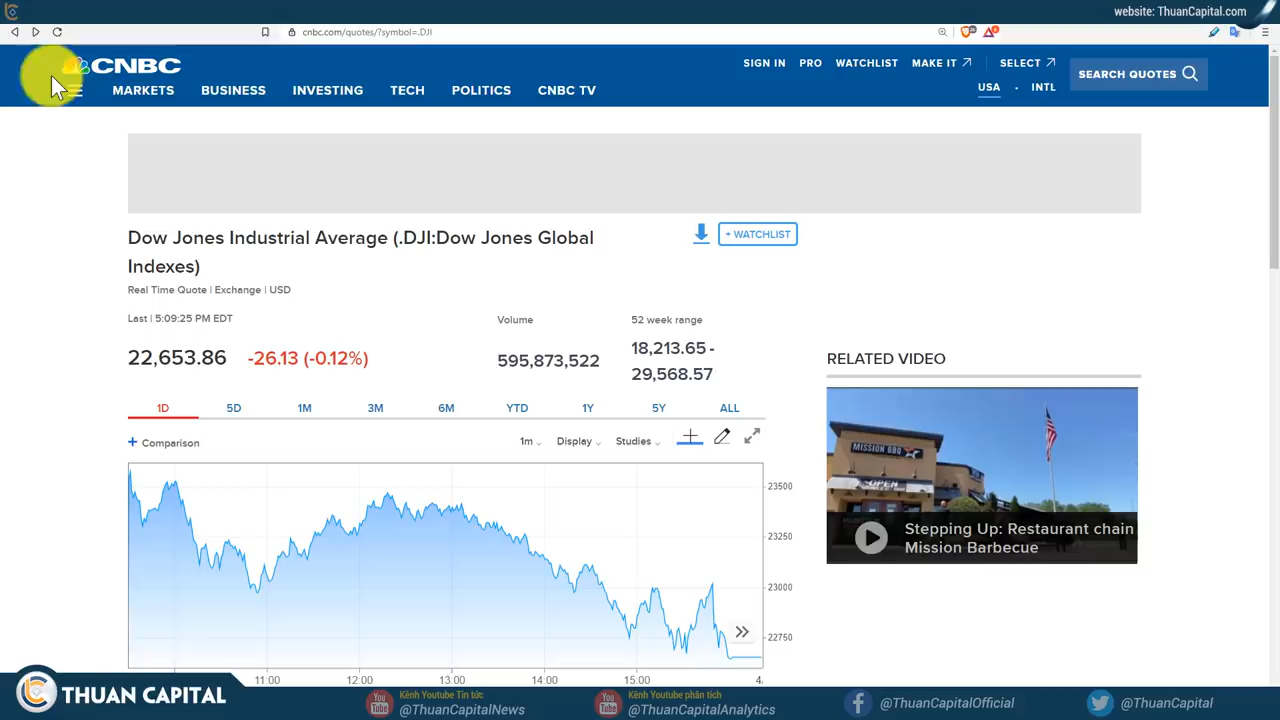 website: ThuanCapital.com
cnbc.com/quotes/?symbol=.DJI
CNBC
SIGN IN PRO WATCHLIST MAKE IT SELECT
SEARCH QUOTES
MARKETS BUSINESS INVESTING TECH POLITICS CNBC TV
USA · INTL
Dow Jones Industrial Average (.DJI:Dow Jones Global
Indexes)
+ WATCHLIST
Real Time Quote | Exchange | USD
Last | 5:09:25 PM EDT
Volume
52 week range
22,653.86 -26.13 (-0.12%)
595,873,522
18,213.65 -
29,568.57
RELATED VIDEO
1D 5D 1M 3M 6M YTD 1Y 5Y ALL
+ Comparison
1m Display Studies
23500
23250
23000
22750
11:00 12:00 13:00 14:00 15:00 4.
MISSION BBQ
OPEN
Stepping Up: Restaurant chain
Mission Barbecue
THUAN CAPITAL
Kênh Youtube Tin tức:
@ThuanCapitalNews
Kênh Youtube phân tích
@ThuanCapitalAnalytics
@ThuanCapitalOfficial
@ThuanCapital